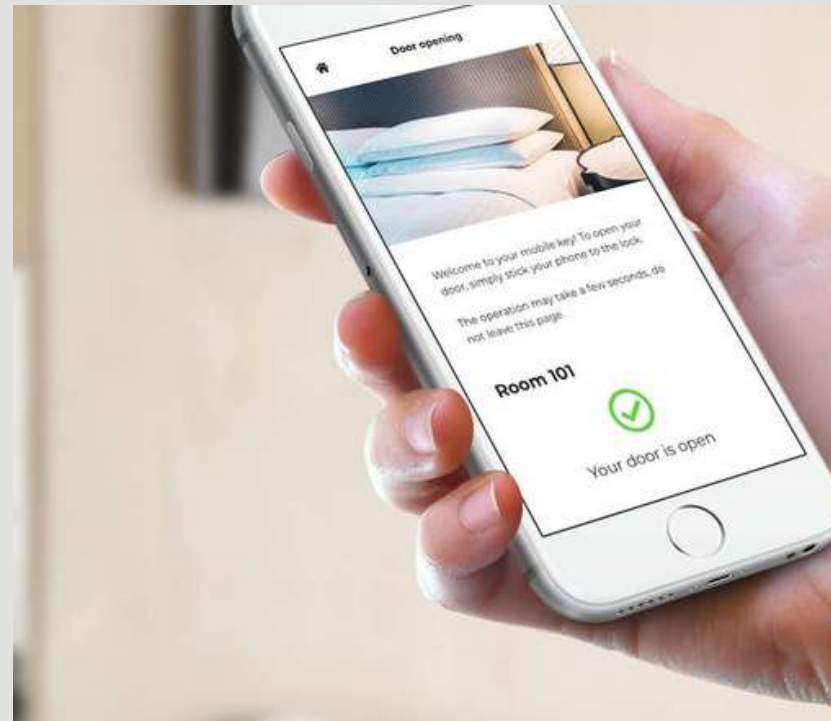 Door opening
Welcome to your mobile key! To open your
door, simply stick your phone to the lock.
The operation may take a few seconds, do
not leave this page.
Room 101
Your door is open